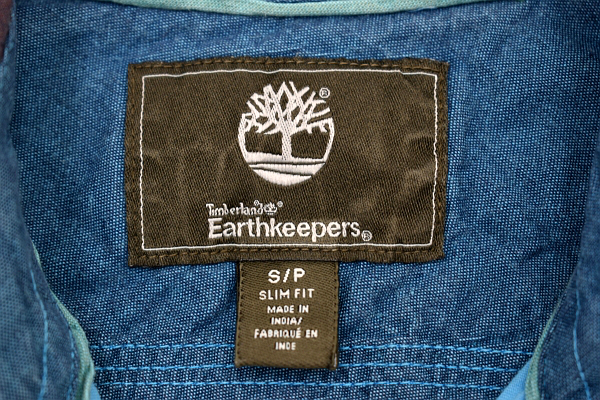 ®
Timberland®
Earthkeepers®
S/P
SLIM FIT
MADE IN
INDIA/
FABRIQUÉ EN
INDE